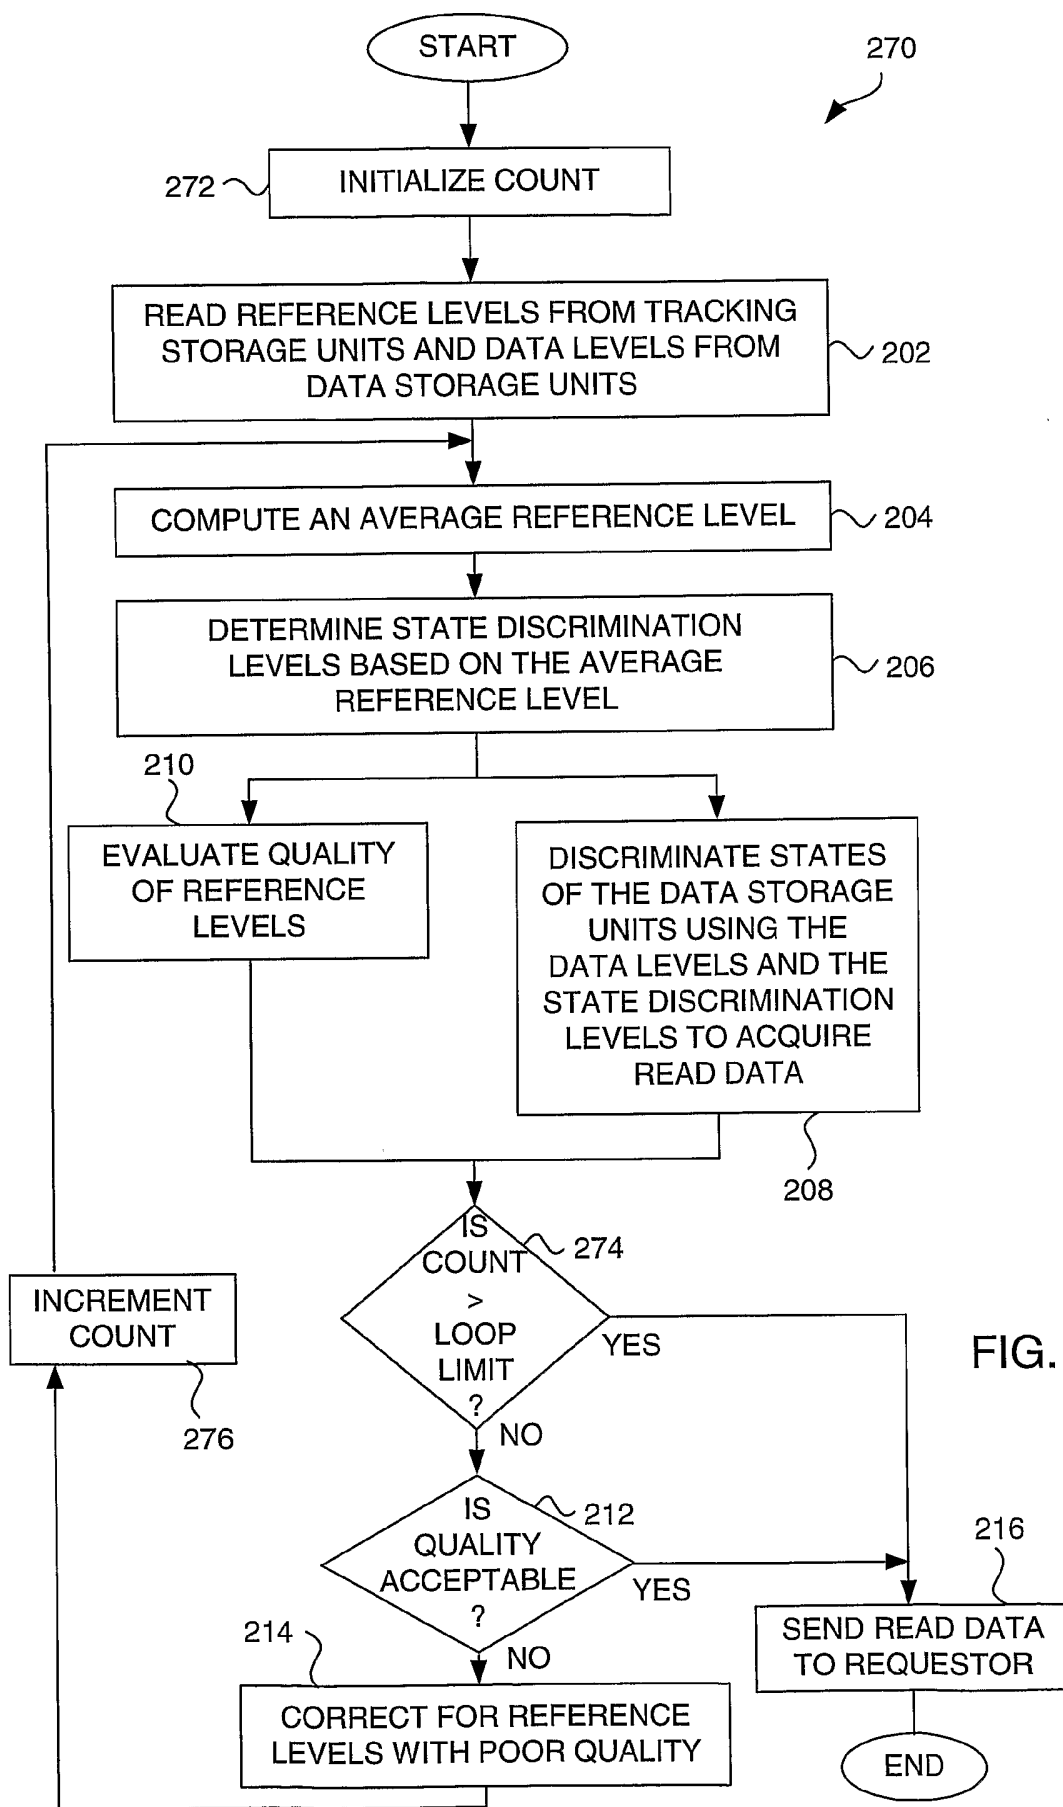 START
270
272
INITIALIZE COUNT
READ REFERENCE LEVELS FROM TRACKING
STORAGE UNITS AND DATA LEVELS FROM
DATA STORAGE UNITS
202
COMPUTE AN AVERAGE REFERENCE LEVEL
204
DETERMINE STATE DISCRIMINATION
LEVELS BASED ON THE AVERAGE
REFERENCE LEVEL
206
210
EVALUATE QUALITY
OF REFERENCE
LEVELS
DISCRIMINATE STATES
OF THE DATA STORAGE
UNITS USING THE
DATA LEVELS AND THE
STATE DISCRIMINATION
LEVELS TO ACQUIRE
READ DATA
208
IS
COUNT
>
LOOP
LIMIT
?
274
YES
NO
INCREMENT
COUNT
276
FIG.
IS
QUALITY
ACCEPTABLE
?
212
YES
NO
216
SEND READ DATA
TO REQUESTOR
214
CORRECT FOR REFERENCE
LEVELS WITH POOR QUALITY
END